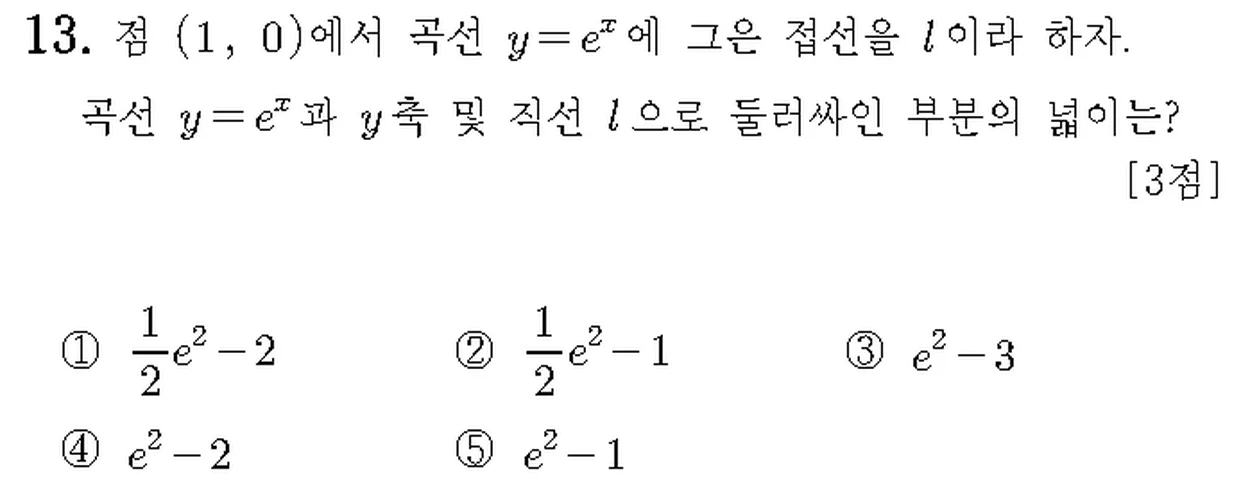 13. 점 (1, 0)에서 곡선 y=e^x에 그은 접선을 l이라 하자.
곡선 y=e^x과 y축 및 직선 l으로 둘러싸인 부분의 넓이는?
[3점]
① 1/2 e^2-2 ② 1/2 e^2-1 ③ e^2-3
④ e^2-2 ⑤ e^2-1